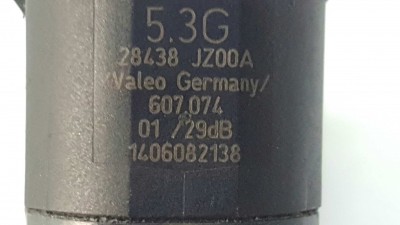 5.3G
28438 JZ00A
/Valeo Germany/
607.074
01 /29dB
1406082138